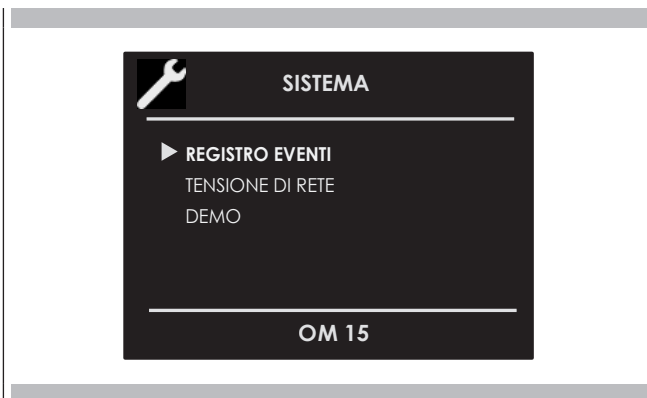 SISTEMA
REGISTRO EVENTI
TENSIONE DI RETE
DEMO
OM 15